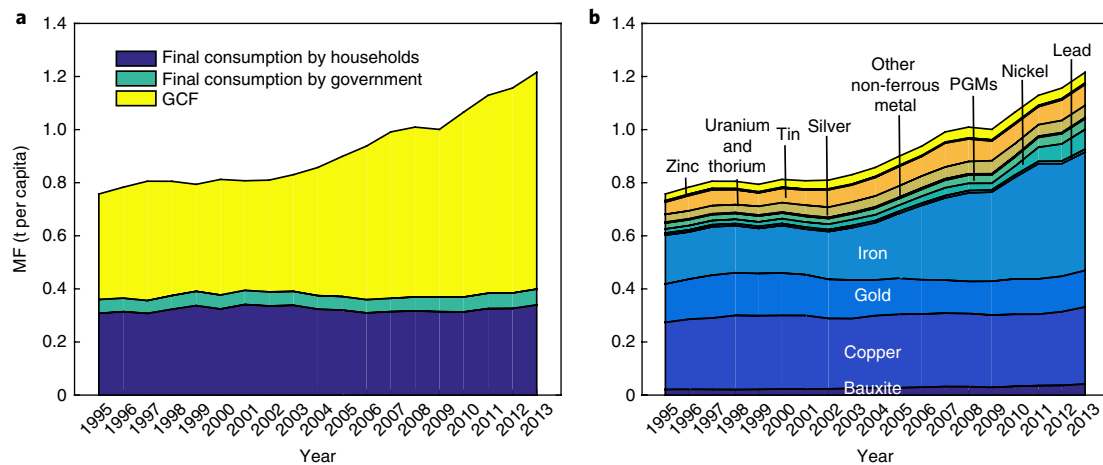 a
1.4
1.2
1.0
0.8
0.6
0.4
0.2
0
MF (t per capita)
Final consumption by households
Final consumption by government
GCF
1995
1996
1997
1998
1999
2000
2001
2002
2003
2004
2005
2006
2007
2008
2009
2010
2011
2012
2013
Year
b
1.4
1.2
1.0
0.8
0.6
0.4
0.2
0
Zinc
Uranium
and
thorium
Tin
Silver
Other
non-ferrous
metal
PGMs
Nickel
Lead
Iron
Gold
Copper
Bauxite
1995
1996
1997
1998
1999
2000
2001
2002
2003
2004
2005
2006
2007
2008
2009
2010
2011
2012
2013
Year